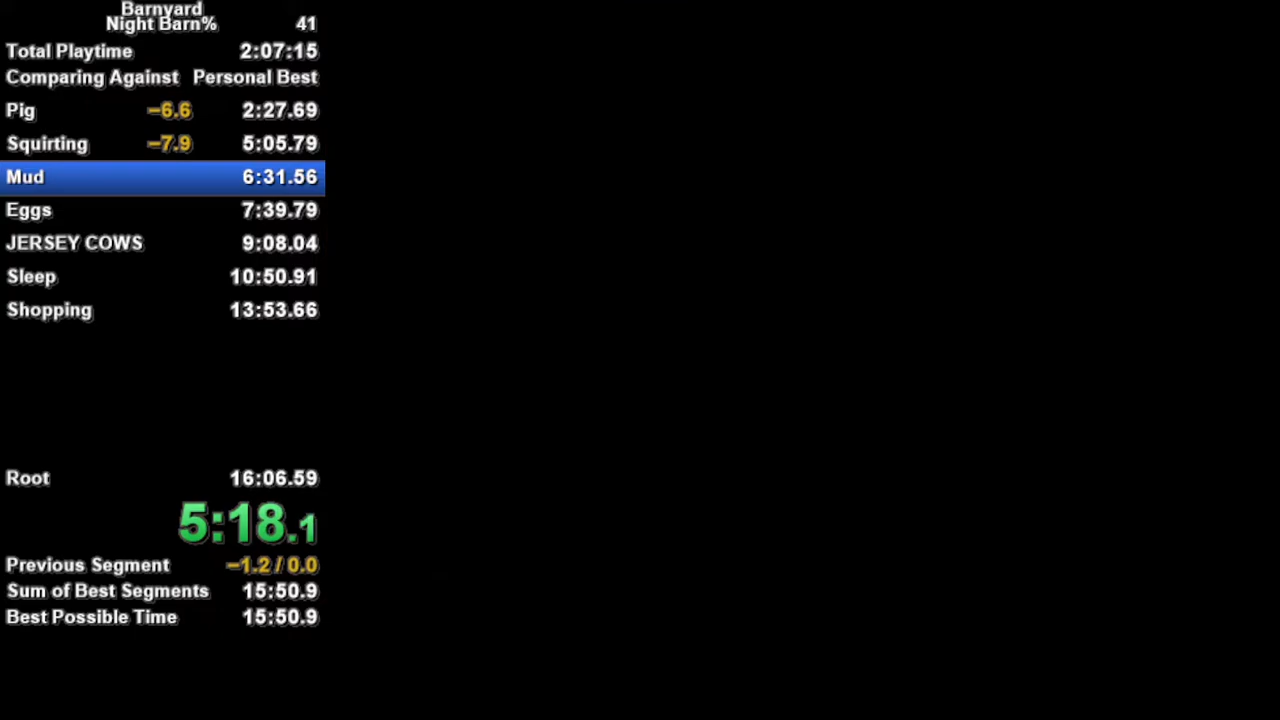 Barnyard
Night Barn% 41
Total Playtime 2:07:15
Comparing Against Personal Best
Pig −6.6 2:27.69
Squirting −7.9 5:05.79
Mud 6:31.56
Eggs 7:39.79
JERSEY COWS 9:08.04
Sleep 10:50.91
Shopping 13:53.66
Root 16:06.59
5:18.1
Previous Segment −1.2 / 0.0
Sum of Best Segments 15:50.9
Best Possible Time 15:50.9